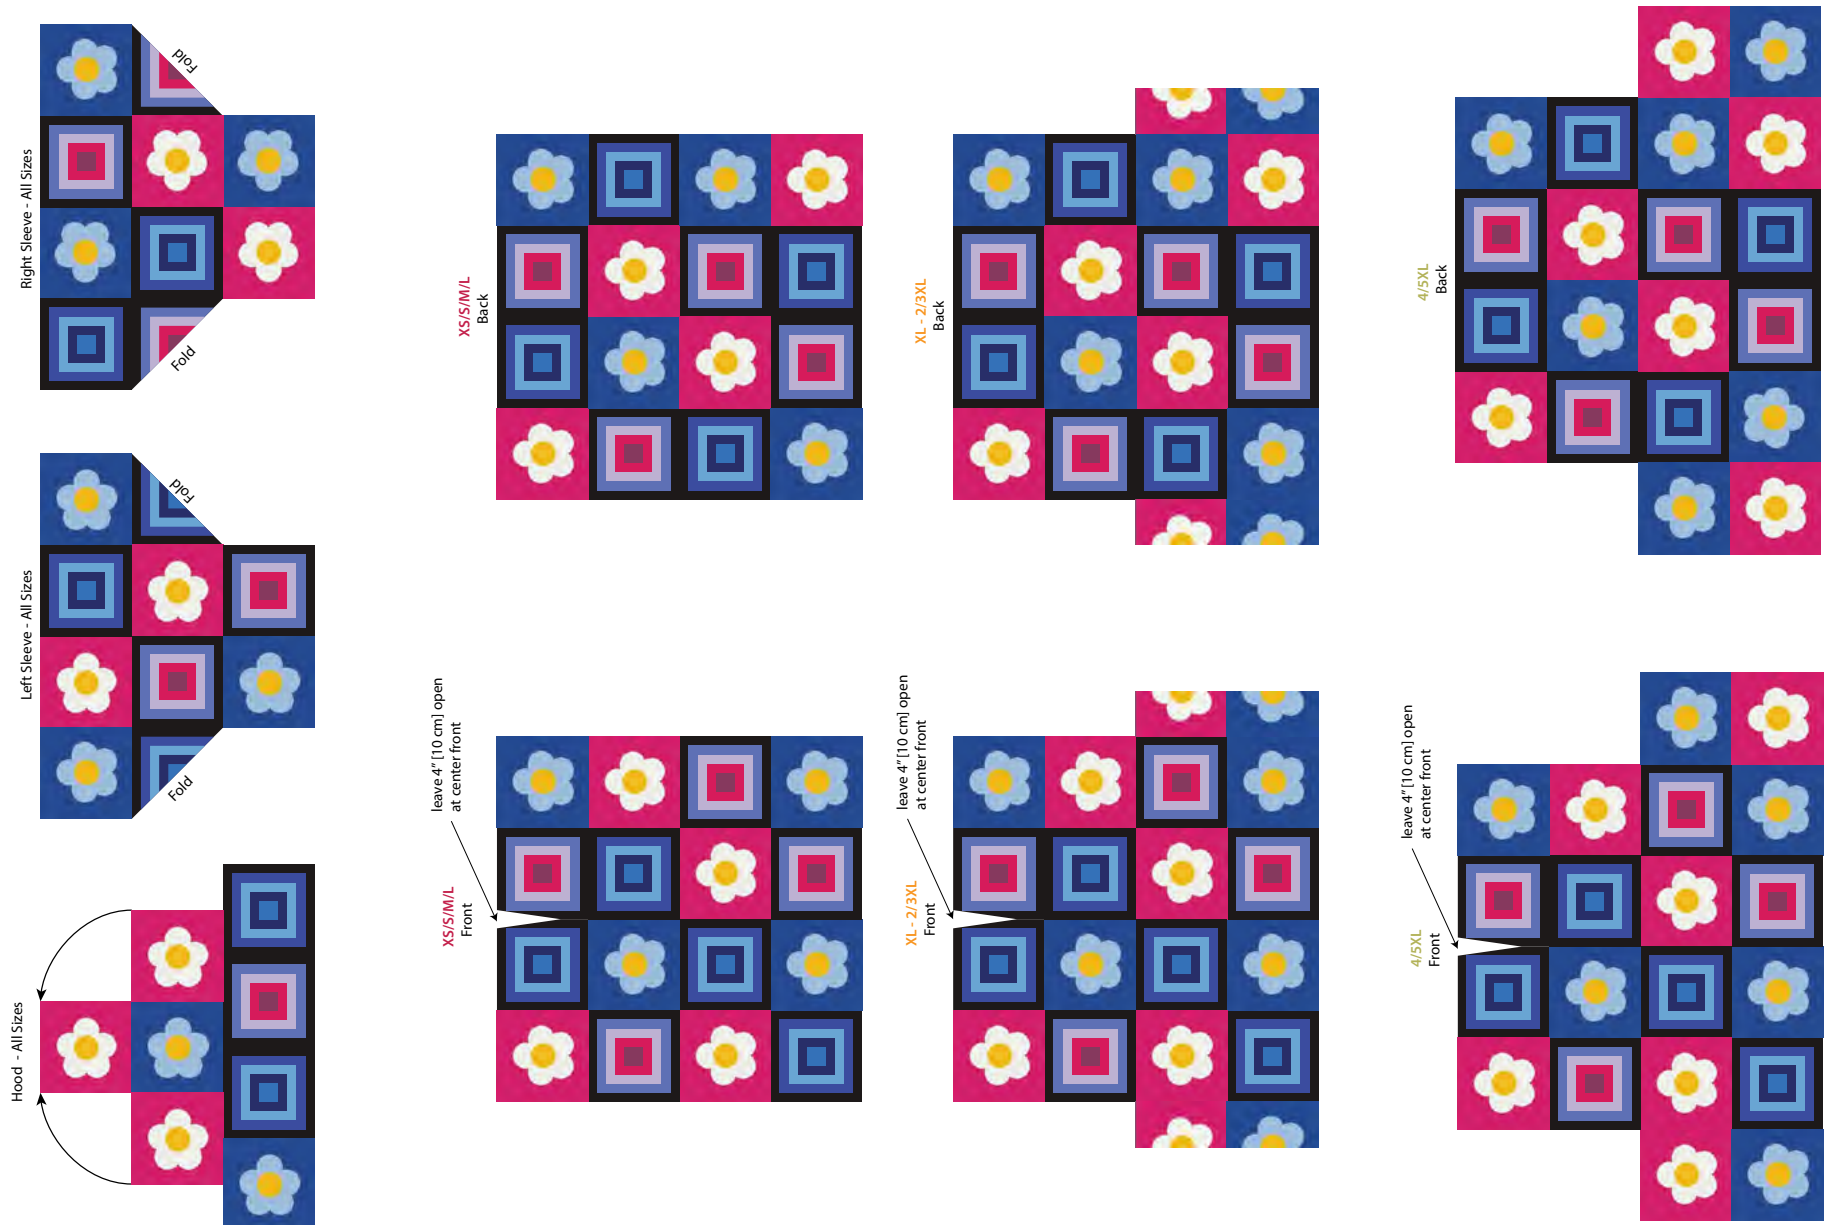 Right Sleeve - All Sizes
Fold
Fold
Left Sleeve - All Sizes
Fold
Fold
Hood - All Sizes
XS/S/M/L
Back
XL - 2/3XL
Back
4/5XL
Back
leave 4” [10 cm] open
at center front
XS/S/M/L
Front
leave 4” [10 cm] open
at center front
XL - 2/3XL
Front
leave 4” [10 cm] open
at center front
4/5XL
Front